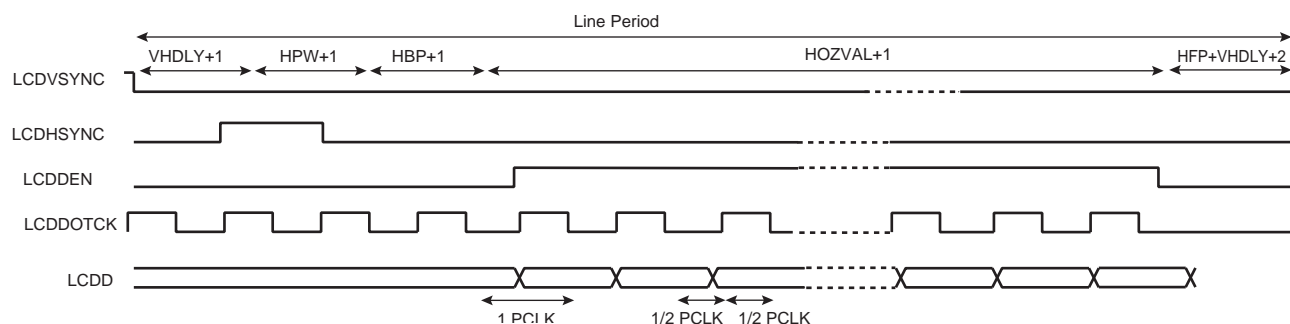 Line Period
VHDLY+1 HPW+1 HBP+1 HOZVAL+1 HFP+VHDLY+2
LCDVSYNC
LCDHSYNC
LCDDEN
LCDDOTCK
LCDD
1 PCLK 1/2 PCLK 1/2 PCLK